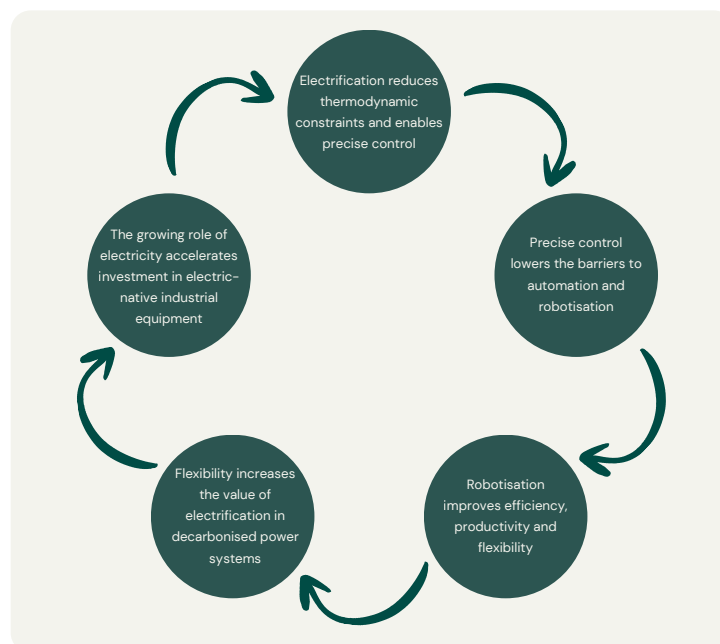 Electrification reduces
thermodynamic
constraints and enables
precise control
Precise control
lowers the barriers to
automation and
robotisation
Robotisation
improves efficiency,
productivity and
flexibility
Flexibility increases
the value of
electrification in
decarbonised power
systems
The growing role of
electricity accelerates
investment in electric-
native industrial
equipment